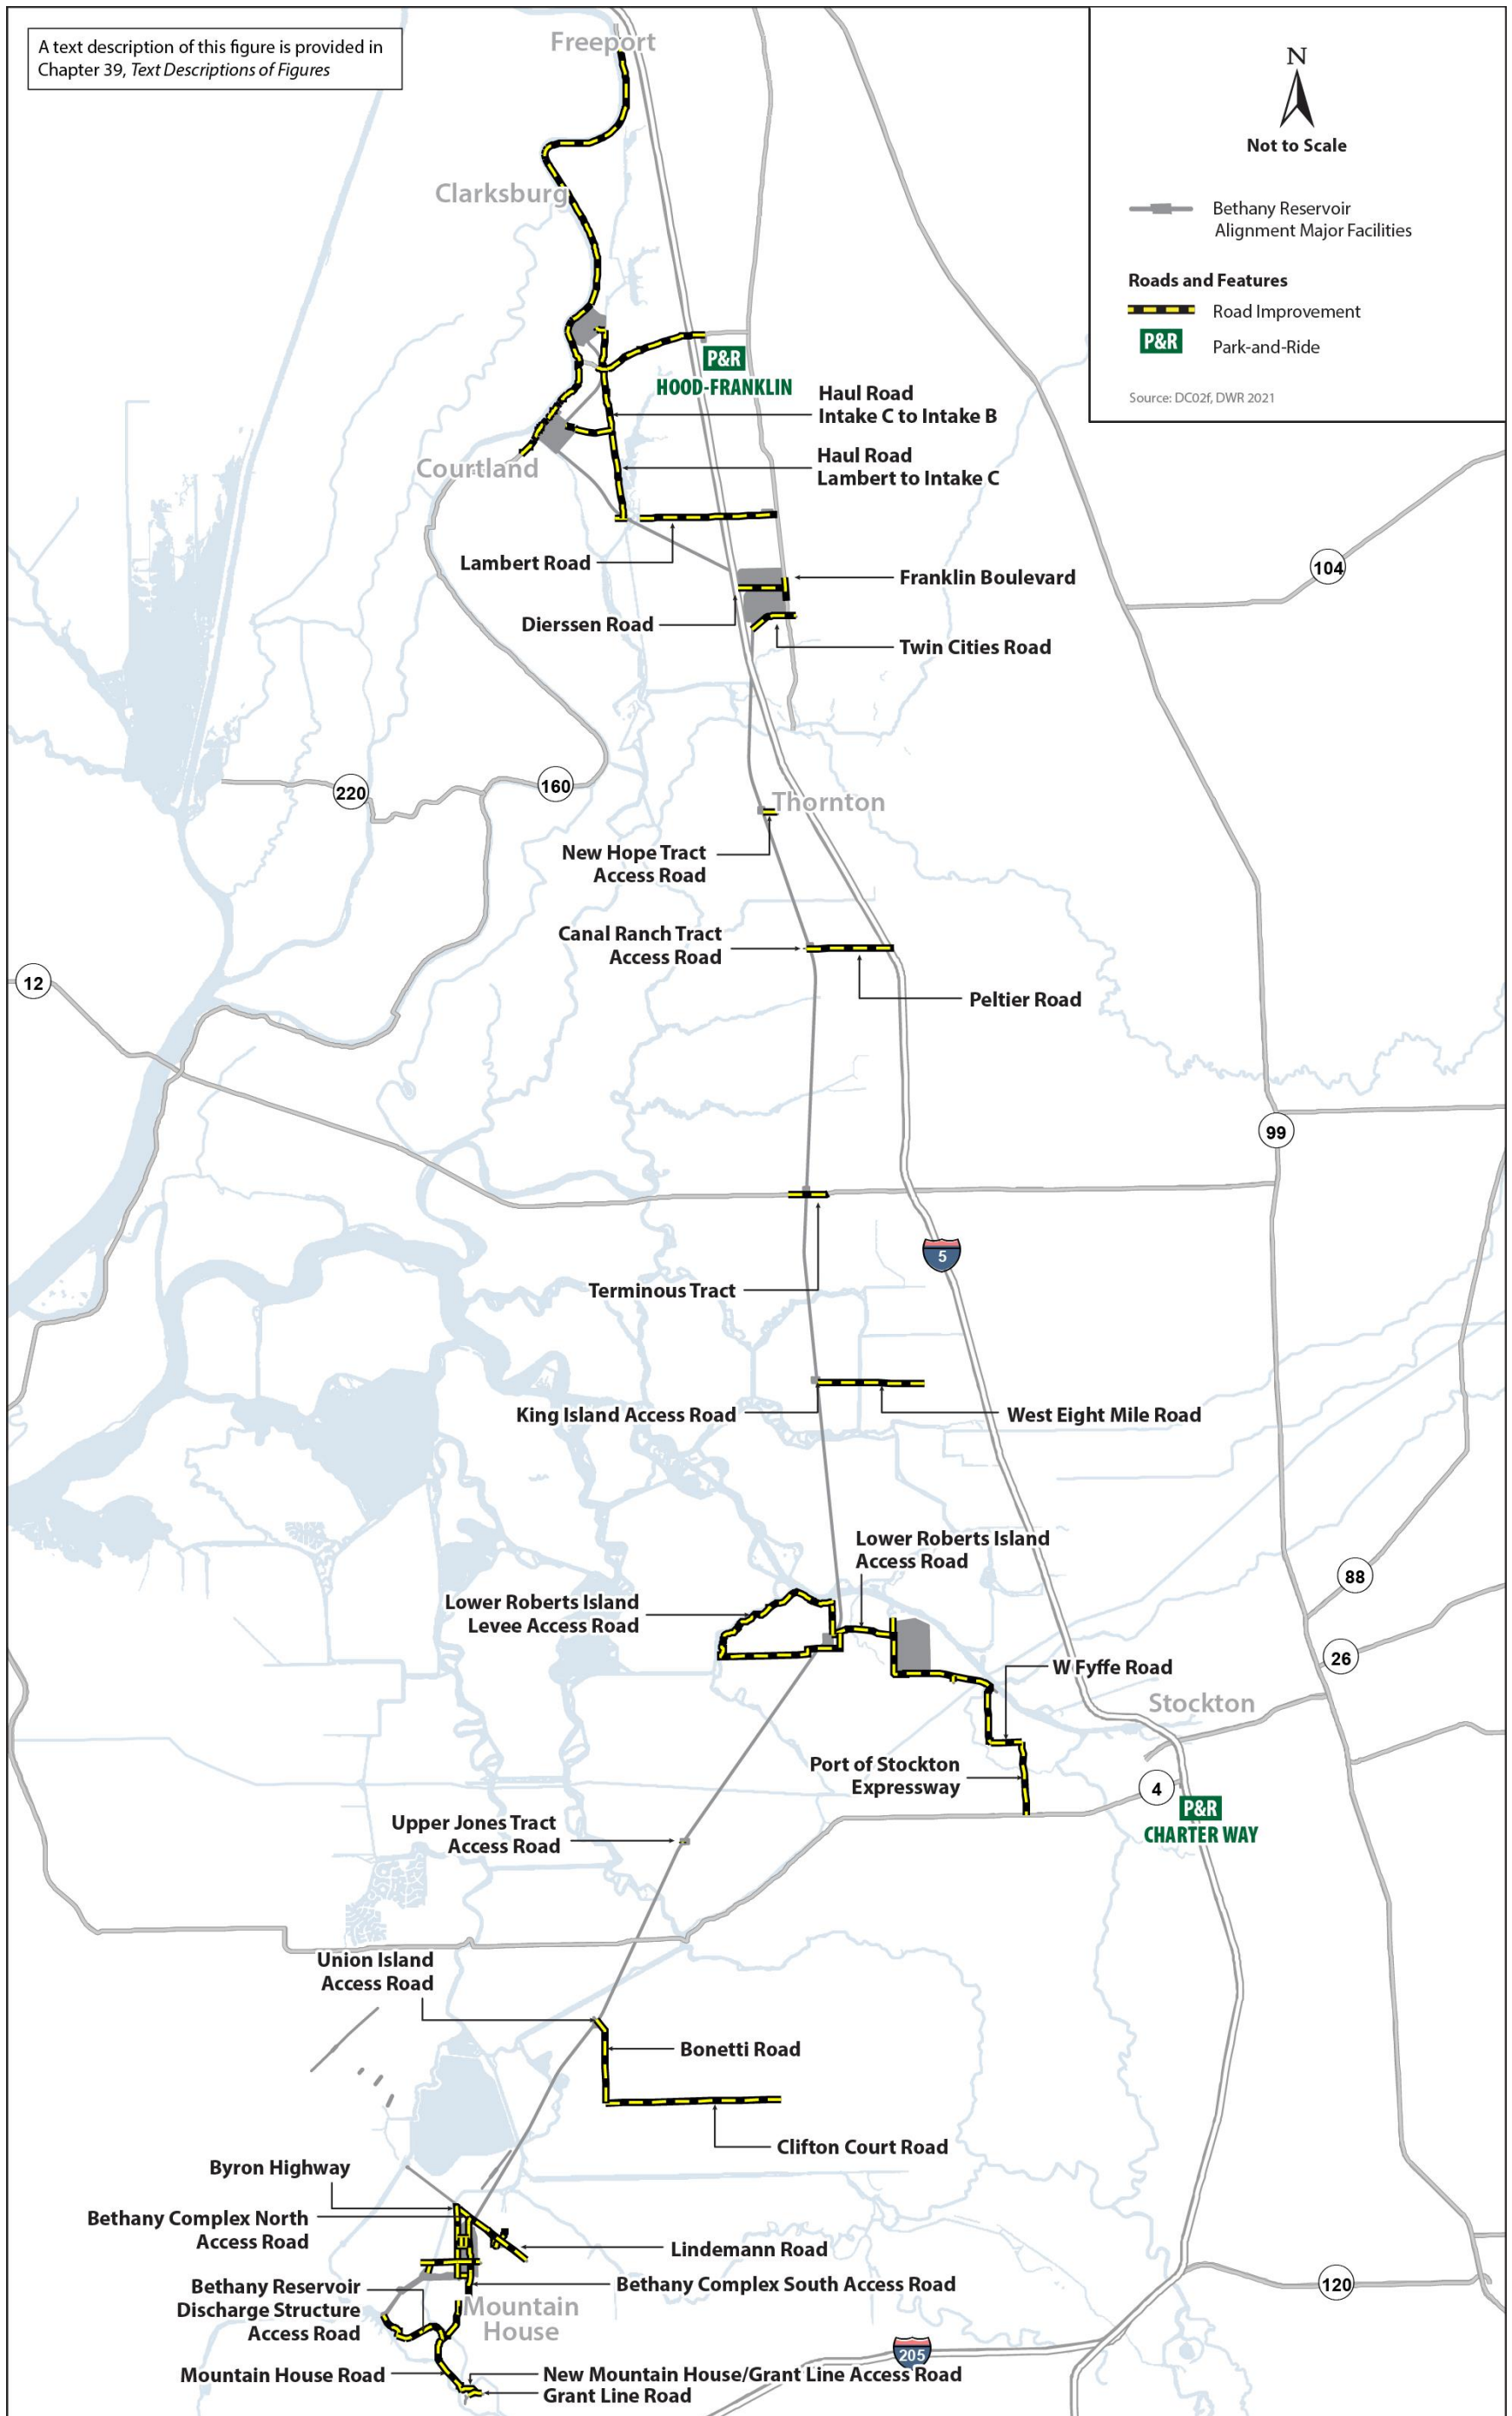 A text description of this figure is provided in
Chapter 39, Text Descriptions of Figures
N
Not to Scale
Bethany Reservoir
Alignment Major Facilities
Roads and Features
Road Improvement
P&R
Park-and-Ride
Source: DC02f, DWR 2021
Freeport
Clarksburg
P&R
HOOD-FRANKLIN
Haul Road
Intake C to Intake B
Haul Road
Lambert to Intake C
Courtland
Lambert Road
Franklin Boulevard
104
Dierssen Road
Twin Cities Road
220
160
Thornton
New Hope Tract
Access Road
Canal Ranch Tract
Access Road
12
Peltier Road
99
5
Terminous Tract
King Island Access Road
West Eight Mile Road
Lower Roberts Island
Access Road
88
Lower Roberts Island
Levee Access Road
26
W Fyffe Road
Stockton
Port of Stockton
Expressway
4
P&R
CHARTER WAY
Upper Jones Tract
Access Road
Union Island
Access Road
Bonetti Road
Clifton Court Road
Byron Highway
Bethany Complex North
Access Road
Lindemann Road
Bethany Complex South Access Road
120
Bethany Reservoir
Discharge Structure
Access Road
Mountain
House
205
Mountain House Road
New Mountain House/Grant Line Access Road
Grant Line Road